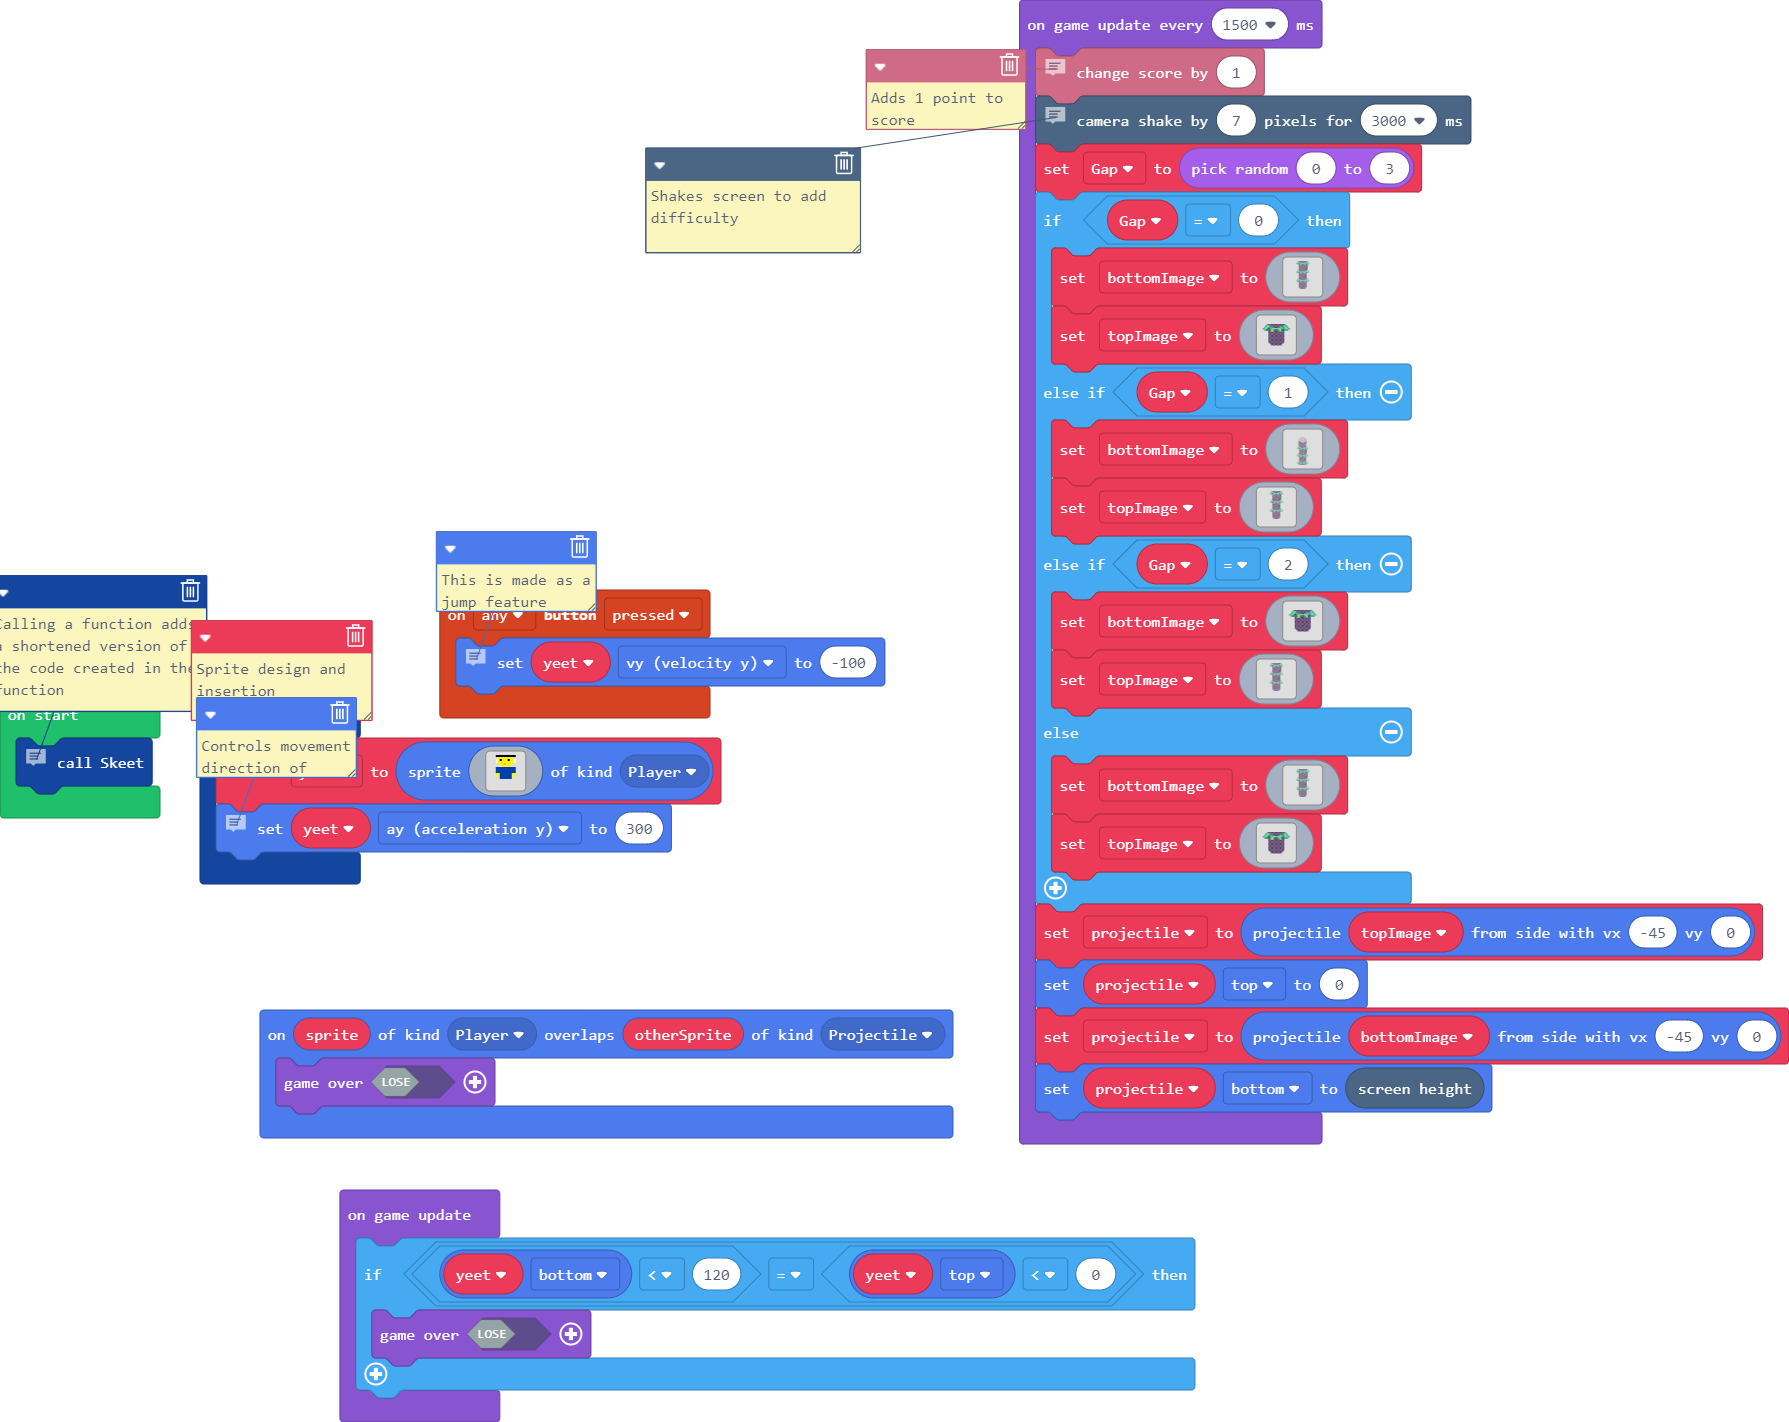 on game update every 1500 ms
change score by 1
Adds 1 point to
score
camera shake by 7 pixels for 3000 ms
Shakes screen to add
difficulty
set Gap to pick random 0 to 3
if Gap = 0 then
set bottomImage to
set topImage to
else if Gap = 1 then
set bottomImage to
set topImage to
else if Gap = 2 then
set bottomImage to
set topImage to
else
set bottomImage to
set topImage to
set projectile to projectile topImage from side with vx -45 vy 0
set projectile top to 0
set projectile to projectile bottomImage from side with vx -45 vy 0
set projectile bottom to screen height
This is made as a
jump feature
on any button pressed
set yeet vy (velocity y) to -100
Calling a function adds
a shortened version of
the code created in the
function
on start
call Skeet
Sprite design and
insertion
Controls movement
direction of
to sprite of kind Player
set yeet ay (acceleration y) to 300
on sprite of kind Player overlaps otherSprite of kind Projectile
game over LOSE
on game update
if yeet bottom < 120 = yeet top < 0 then
game over LOSE